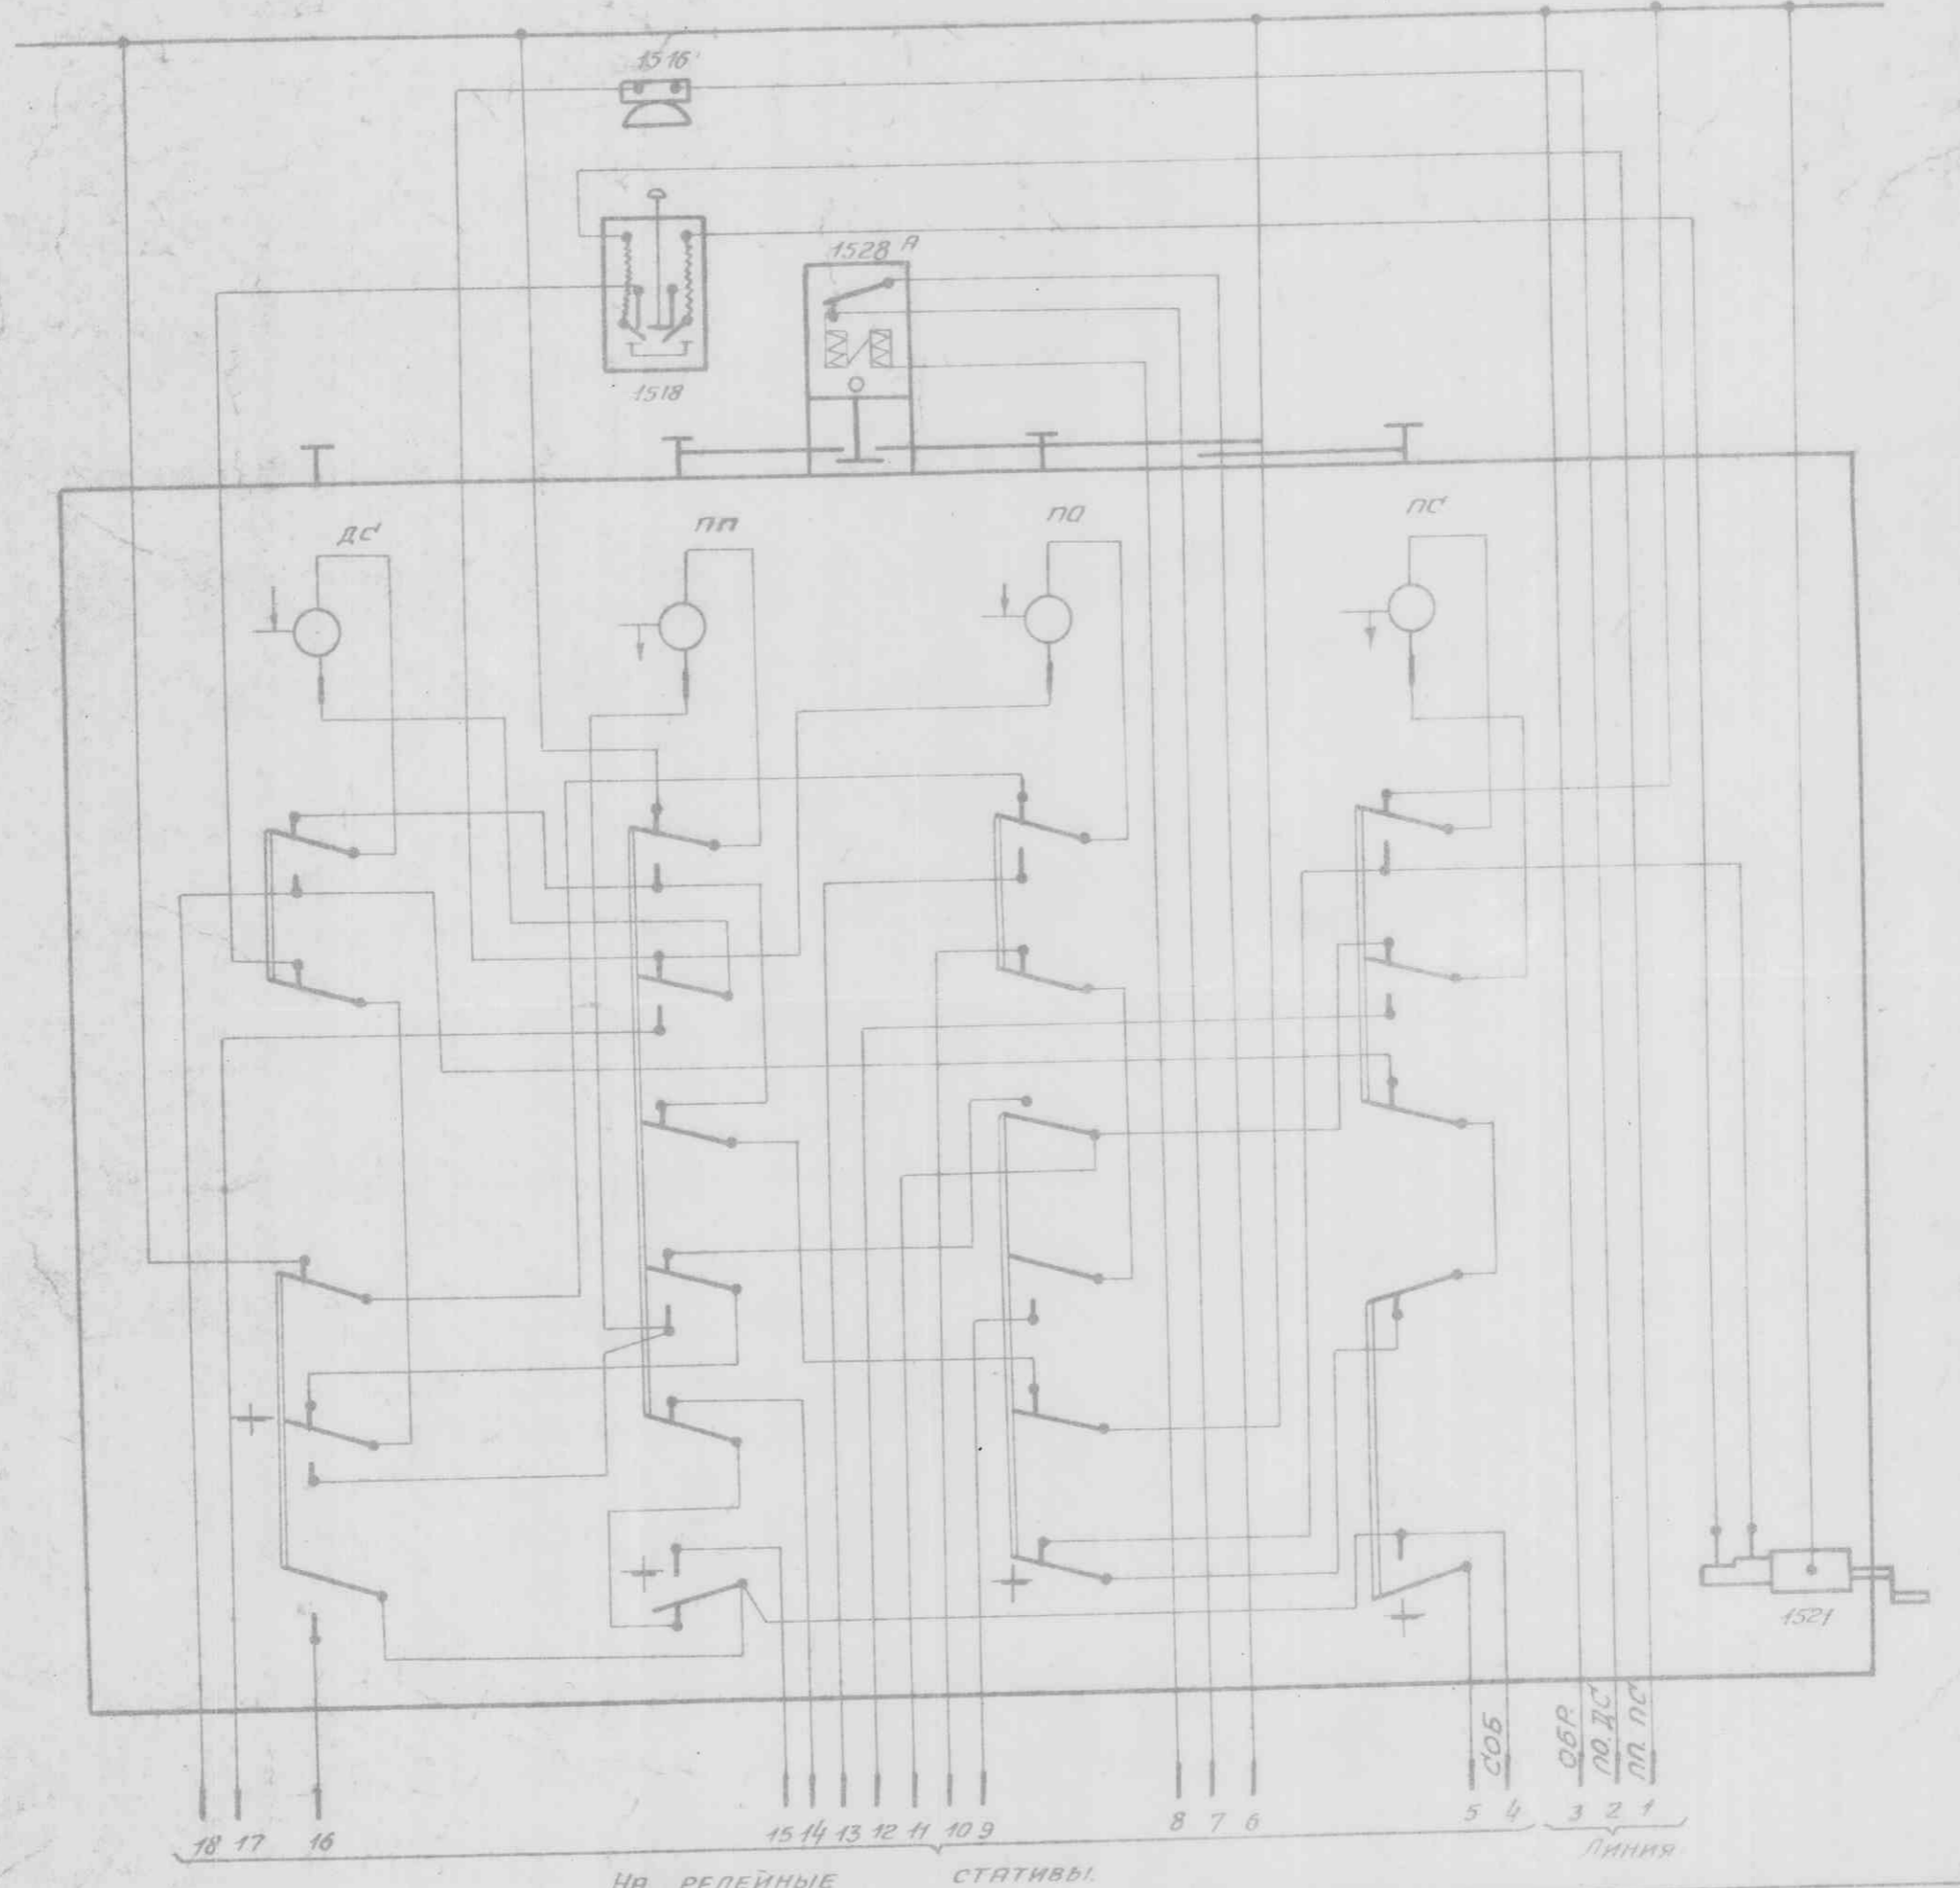 1516
1528 А
1518
ДС ПП ПО ПС
1521
СОБ ОБР. ПО. ДС ПП. ПС
18 17 16 15 14 13 12 11 10 9 8 7 6 5 4 3 2 1
ЛИНИЯ
НА РЕЛЕЙНЫЕ СТАТИВЫ.